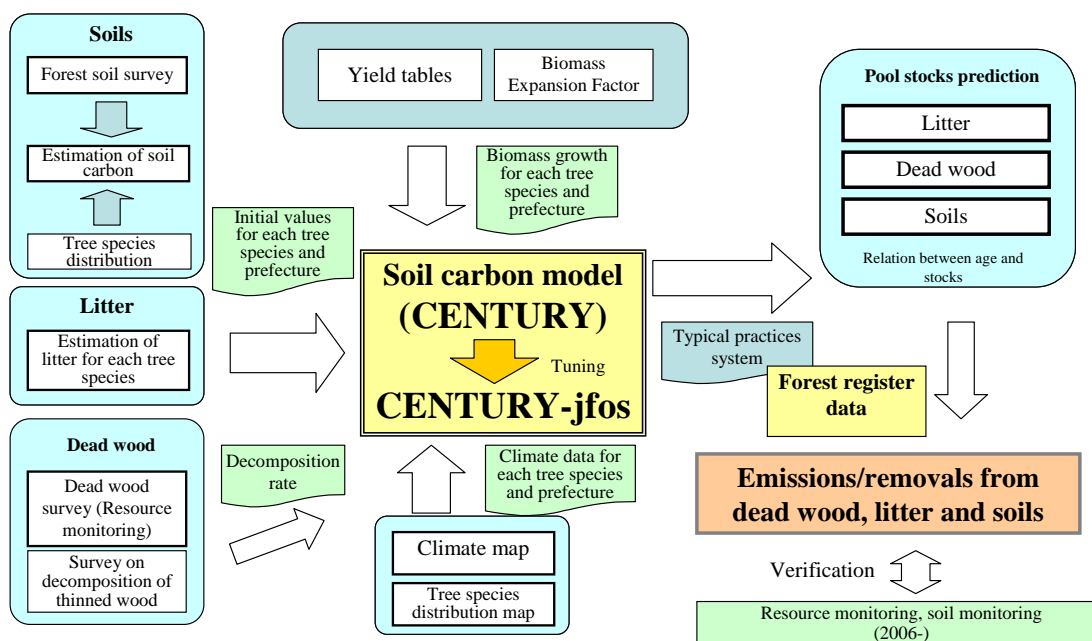 Soils
Forest soil survey
Estimation of soil
carbon
Tree species
distribution
Litter
Estimation of
litter for each tree
species
Dead wood
Dead wood
survey (Resource
monitoring)
Survey on
decomposition of
thinned wood
Yield tables
Biomass
Expansion Factor
Biomass growth
for each tree
species and
prefecture
Initial values
for each tree
species and
prefecture
Soil carbon model
(CENTURY)
Tuning
CENTURY-jfos
Decomposition
rate
Climate data for
each tree species
and prefecture
Climate map
Tree species
distribution map
Pool stocks prediction
Litter
Dead wood
Soils
Relation between age and
stocks
Typical practices
system
Forest register
data
Emissions/removals from
dead wood, litter and soils
Verification
Resource monitoring, soil monitoring
(2006-)